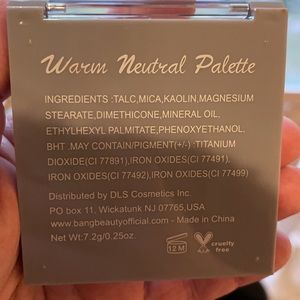 Warm Neutral Palette
INGREDIENTS :TALC,MICA,KAOLIN,MAGNESIUM
STEARATE,DIMETHICONE,MINERAL OIL,
ETHYLHEXYL PALMITATE,PHENOXYETHANOL,
BHT .MAY CONTAIN/PIGMENT(+/-) :TITANIUM
DIOXIDE(CI 77891),IRON OXIDES(CI 77491),
IRON OXIDES(CI 77492),IRON OXIDES(CI 77499)
Distributed by DLS Cosmetics Inc.
PO box 11, Wickatunk NJ 07765,USA
www.bangbeautyofficial.com -Made in China
Net Wt:7.2g/0.25oz.
12 M
cruelty
free